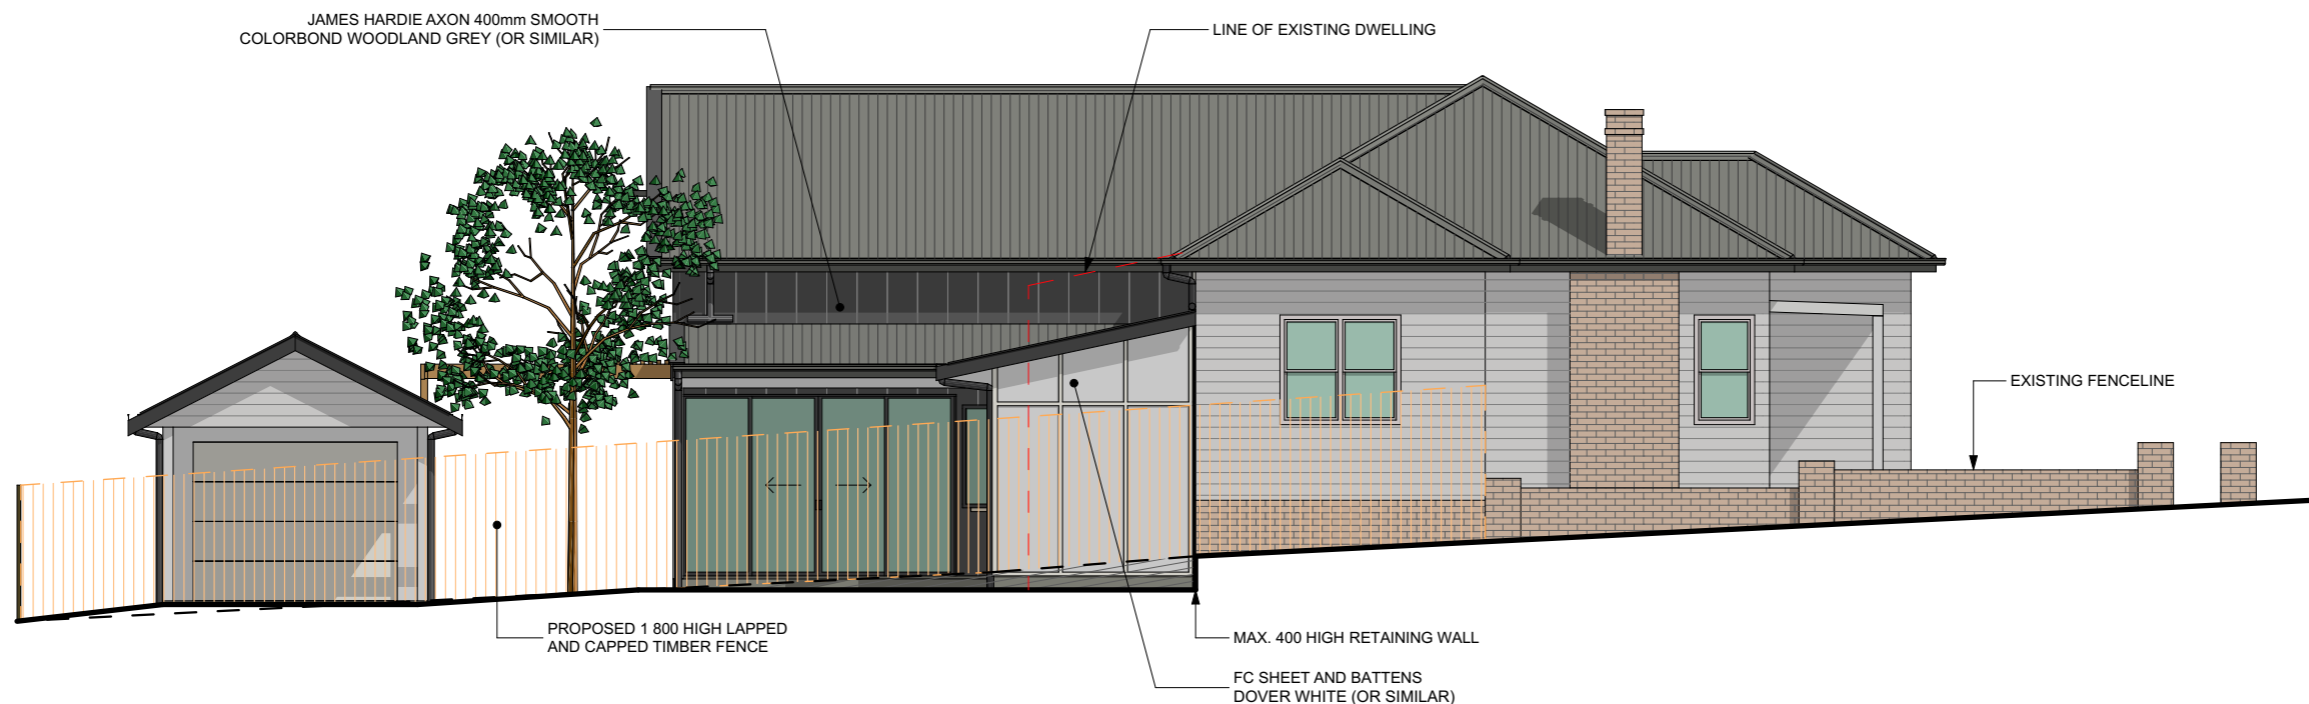 JAMES HARDIE AXON 400mm SMOOTH
COLORBOND WOODLAND GREY (OR SIMILAR)
LINE OF EXISTING DWELLING
EXISTING FENCELINE
PROPOSED 1 800 HIGH LAPPED
AND CAPPED TIMBER FENCE
MAX. 400 HIGH RETAINING WALL
FC SHEET AND BATTENS
DOVER WHITE (OR SIMILAR)